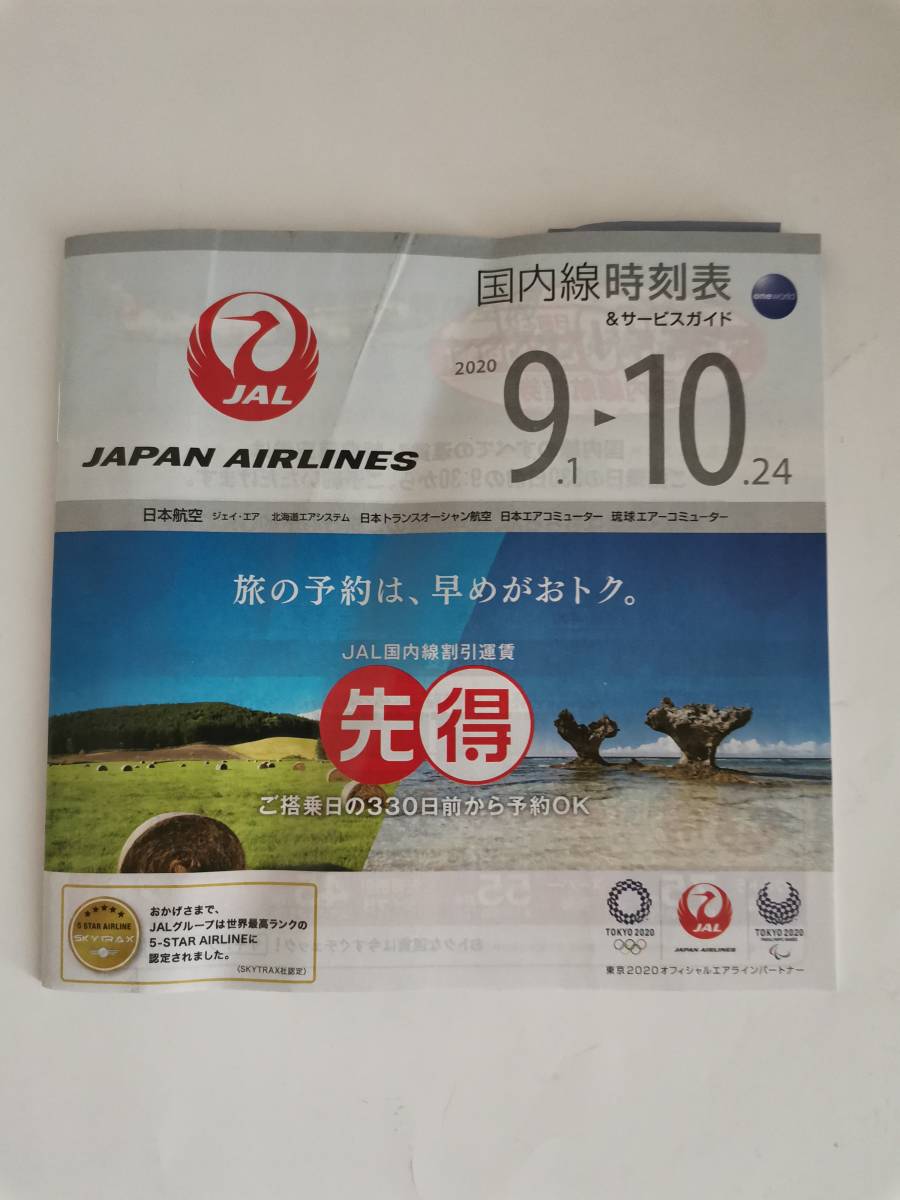 国内線時刻表
&サービスガイド
oneworld
JAL
JAPAN AIRLINES
2020
9.1▶10.24
日本航空 ジェイ・エア 北海道エアシステム 日本トランスオーシャン航空 日本エアコミューター 琉球エアーコミューター
旅の予約は、早めがおトク。
JAL国内線割引運賃
先得
ご搭乗日の330日前から予約OK
5 STAR AIRLINE
SKYTRAX
おかげさまで、
JALグループは世界最高ランクの
5-STAR AIRLINEに
認定されました。
(SKYTRAX社認定)
TOKYO 2020
JAL
JAPAN AIRLINES
TOKYO 2020
PARALYMPIC GAMES
東京2020オフィシャルエアラインパートナー